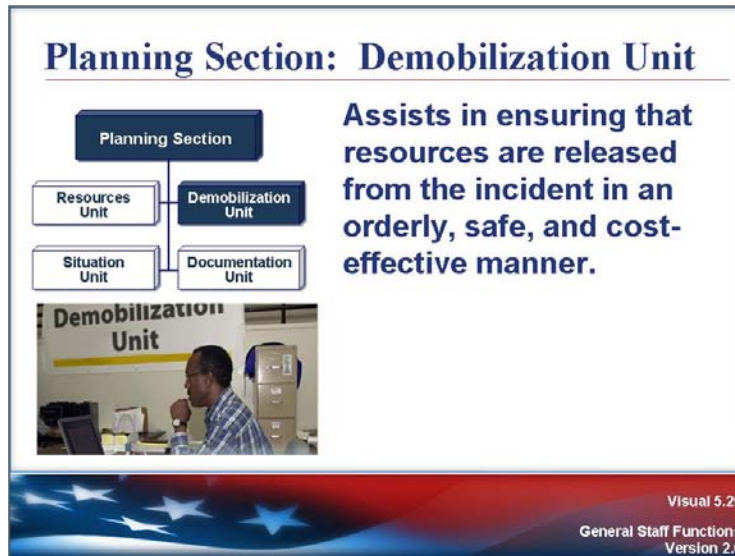 Planning Section: Demobilization Unit
Planning Section
Resources
Unit
Demobilization
Unit
Situation
Unit
Documentation
Unit
Assists in ensuring that
resources are released
from the incident in an
orderly, safe, and cost-
effective manner.
Demobilization
Unit
Visual 5.2
General Staff Function
Version 2.